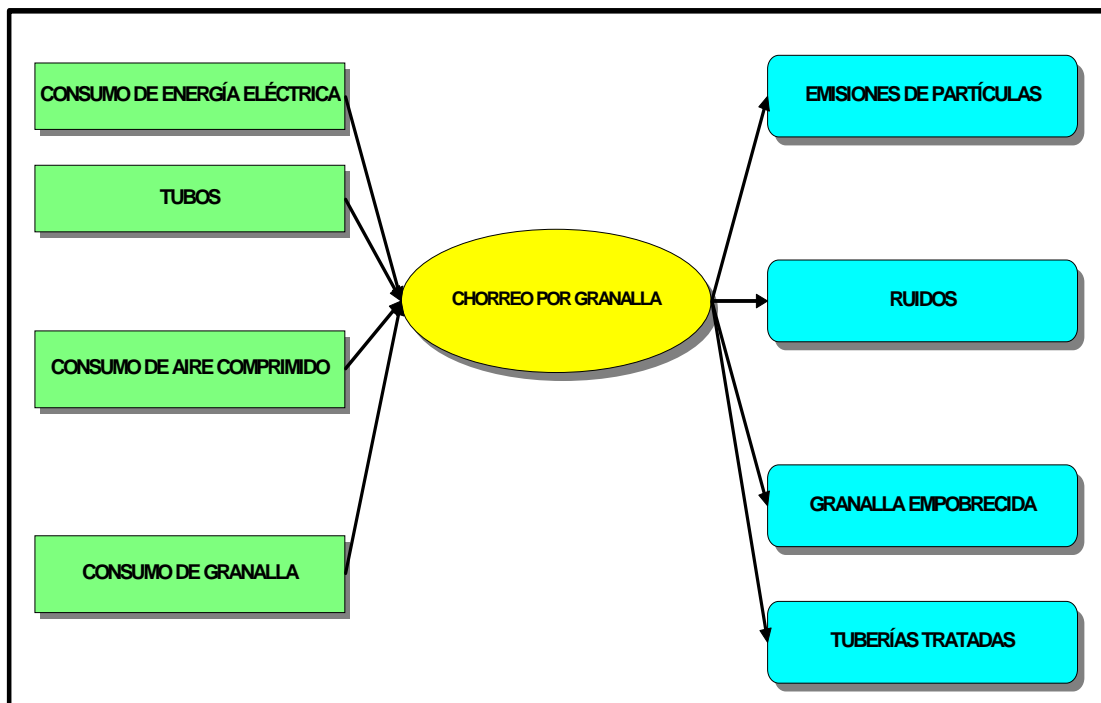 CONSUMO DE ENERGÍA ELÉCTRICA
TUBOS
CONSUMO DE AIRE COMPRIMIDO
CONSUMO DE GRANALLA
CHORREO POR GRANALLA
EMISIONES DE PARTÍCULAS
RUIDOS
GRANALLA EMPOBRECIDA
TUBERÍAS TRATADAS